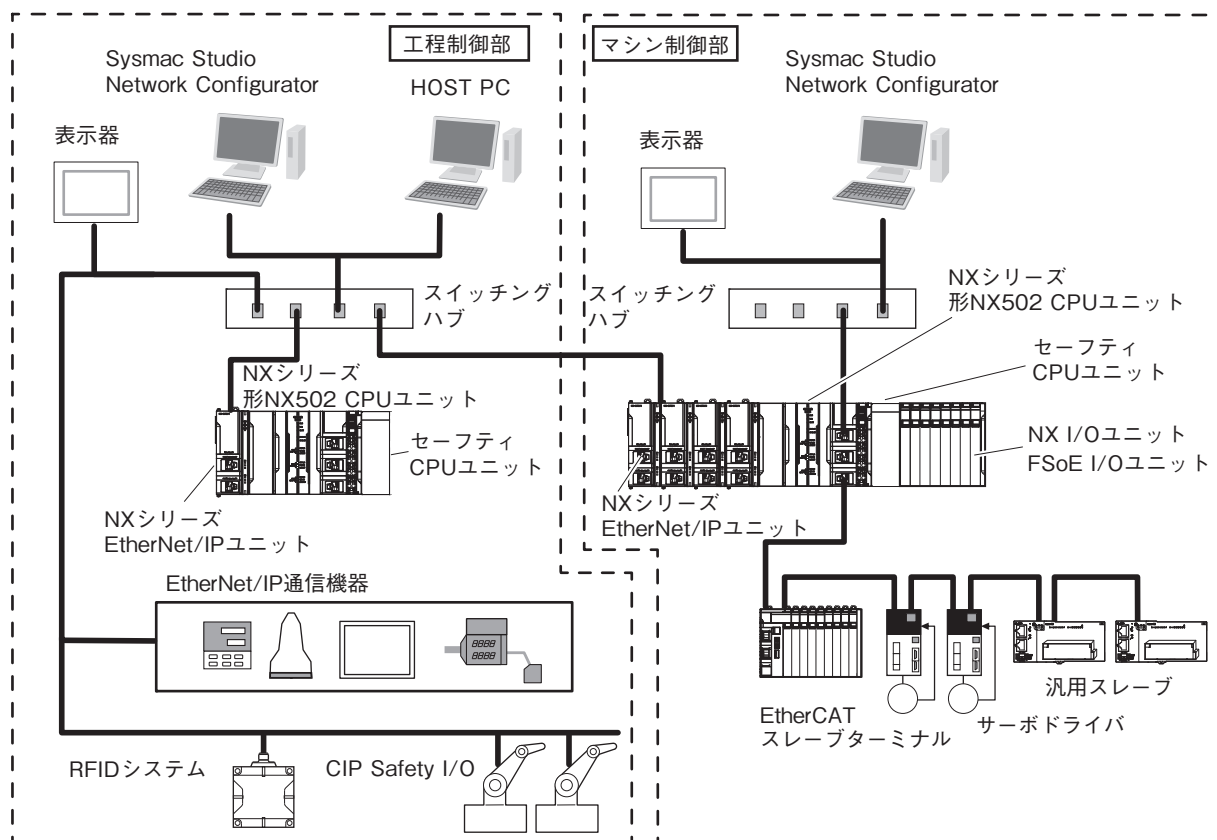 工程制御部
Sysmac Studio
Network Configurator
HOST PC
表示器
スイッチング
ハブ
NXシリーズ
形NX502 CPUユニット
セーフティ
CPUユニット
NXシリーズ
EtherNet/IPユニット
EtherNet/IP通信機器
8888
8888
RFIDシステム
CIP Safety I/O
マシン制御部
Sysmac Studio
Network Configurator
表示器
スイッチング
ハブ
NXシリーズ
形NX502 CPUユニット
セーフティ
CPUユニット
NX I/Oユニット
FSoE I/Oユニット
NXシリーズ
EtherNet/IPユニット
EtherCAT
スレーブターミナル
サーボドライバ
汎用スレーブ